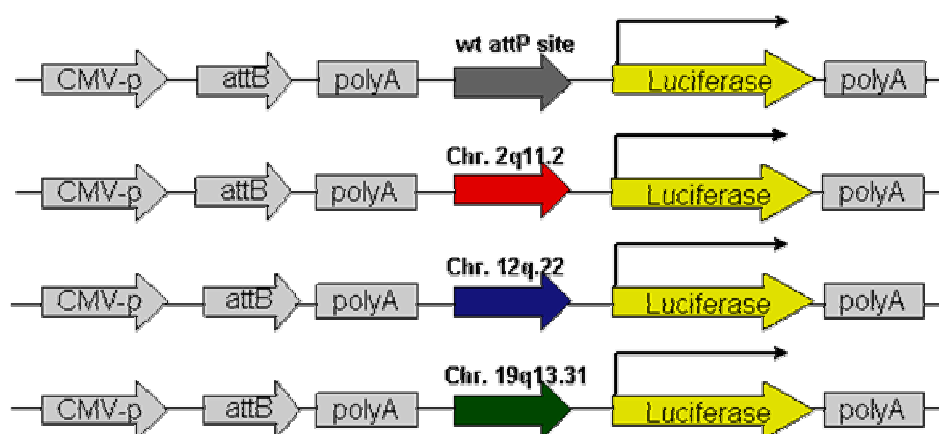 wt attP site
CMV-p attB polyA Luciferase polyA
Chr. 2q11.2
CMV-p attB polyA Luciferase polyA
Chr. 12q.22
CMV-p attB polyA Luciferase polyA
Chr. 19q13.31
CMV-p attB polyA Luciferase polyA